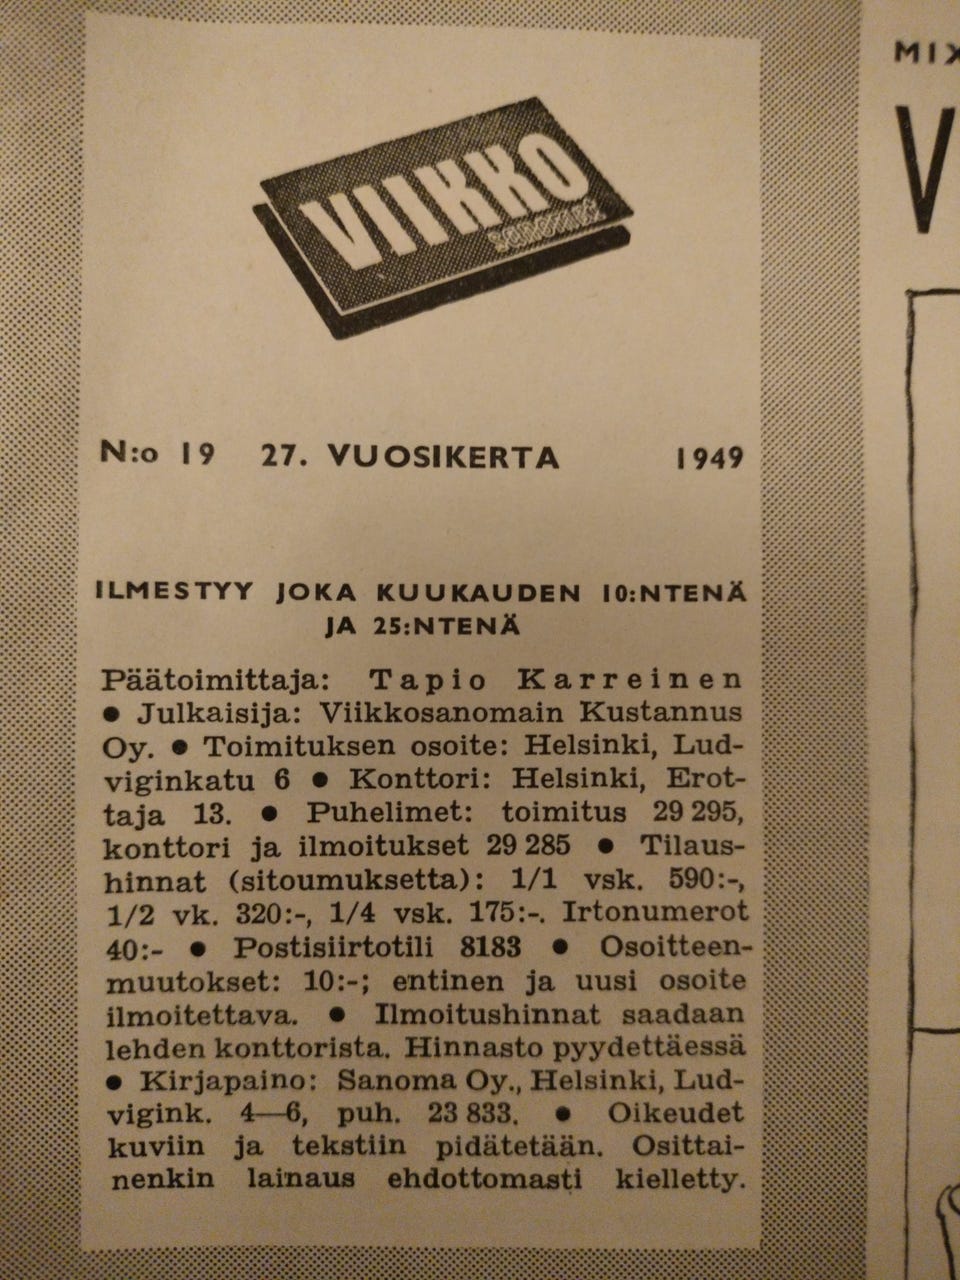 VIIKKO
sanomat
N:o 19 27. VUOSIKERTA 1949
ILMESTYY JOKA KUUKAUDEN 10:NTENÄ
JA 25:NTENÄ
Päätoimittaja: Tapio Karreinen
● Julkaisija: Viikkosanomain Kustannus
Oy. ● Toimituksen osoite: Helsinki, Lud-
viginkatu 6 ● Konttori: Helsinki, Erot-
taja 13. ● Puhelimet: toimitus 29 295,
konttori ja ilmoitukset 29 285 ● Tilaus-
hinnat (sitoumuksetta): 1/1 vsk. 590:-,
1/2 vk. 320:-, 1/4 vsk. 175:-. Irtonumerot
40:- ● Postisiirtotili 8183 ● Osoitteen-
muutokset: 10:-; entinen ja uusi osoite
ilmoitettava. ● Ilmoitushinnat saadaan
lehden konttorista. Hinnasto pyydettäessä
● Kirjapaino: Sanoma Oy., Helsinki, Lud-
vigink. 4—6, puh. 23 833. ● Oikeudet
kuviin ja tekstiin pidätetään. Osittai-
nenkin lainaus ehdottomasti kielletty.
MIX
V